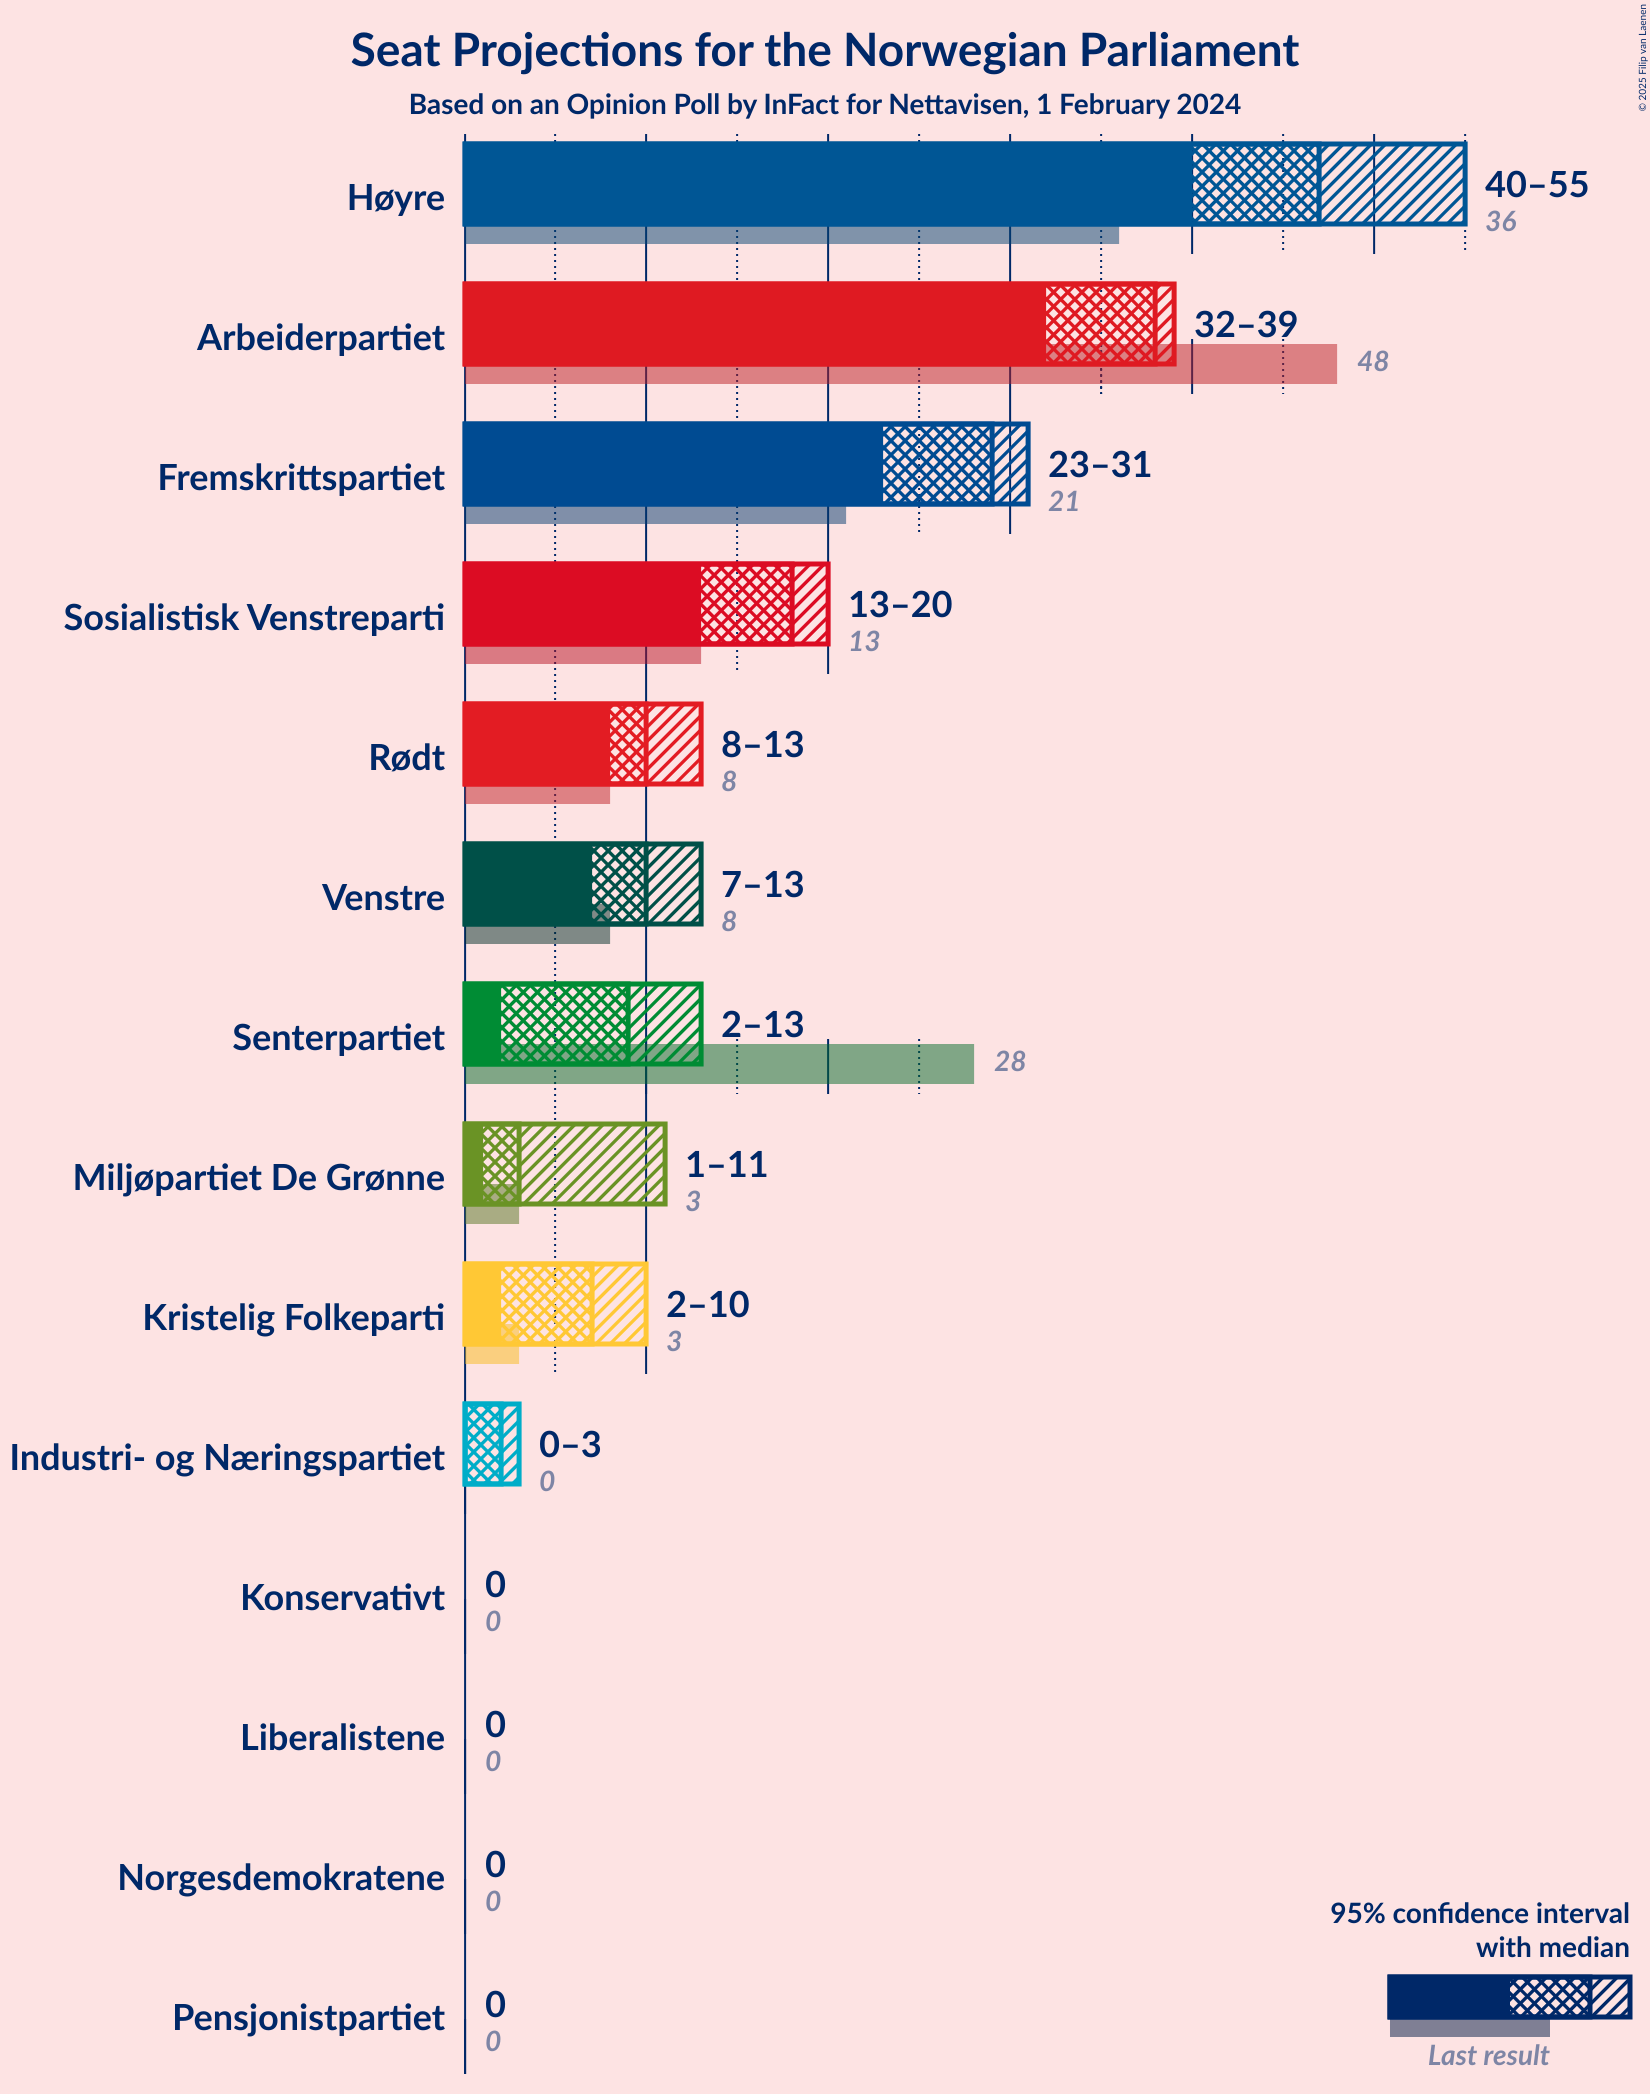 Seat Projections for the Norwegian Parliament
Based on an Opinion Poll by InFact for Nettavisen, 1 February 2024
© 2025 Filip van Laenen
Høyre
40–55
36
Arbeiderpartiet
32–39
48
Fremskrittspartiet
23–31
21
Sosialistisk Venstreparti
13–20
13
Rødt
8–13
8
Venstre
7–13
8
Senterpartiet
2–13
28
Miljøpartiet De Grønne
1–11
3
Kristelig Folkeparti
2–10
3
Industri- og Næringspartiet
0–3
0
Konservativt
0
0
Liberalistene
0
0
Norgesdemokratene
0
0
Pensjonistpartiet
0
0
95% confidence interval
with median
Last result